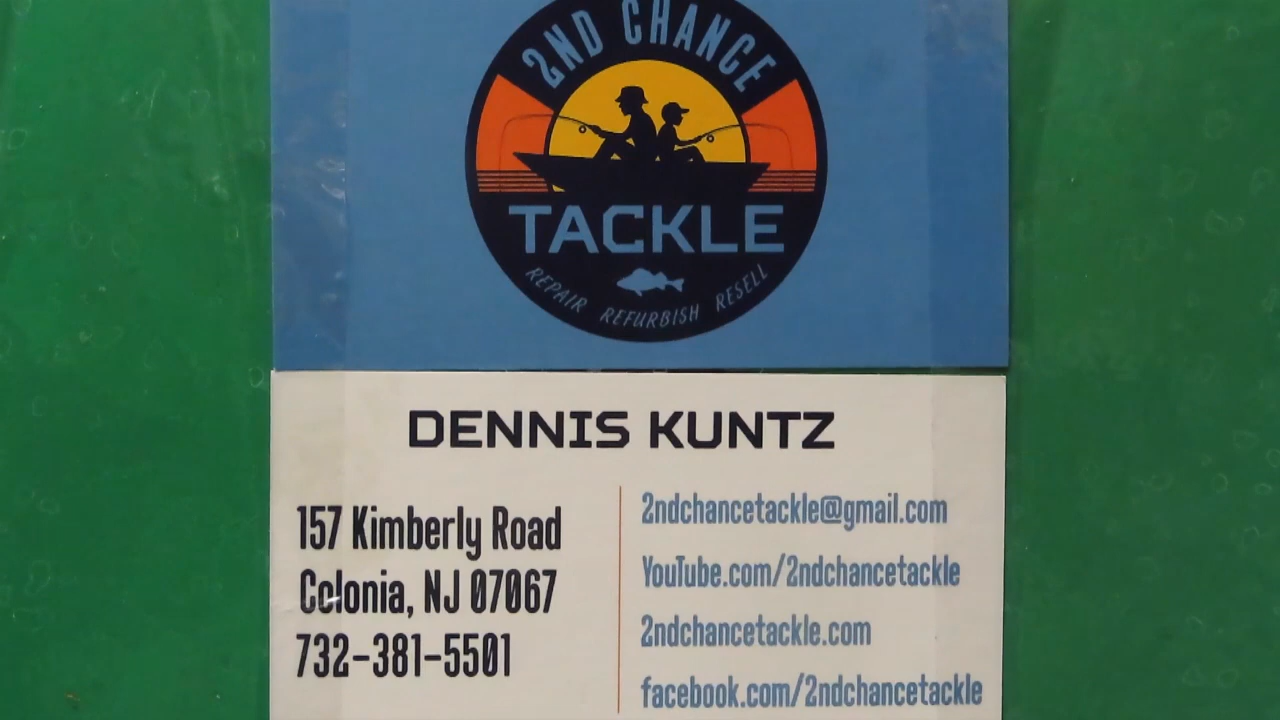 2ND CHANCE
TACKLE
REPAIR REFURBISH RESELL
DENNIS KUNTZ
157 Kimberly Road
Colonia, NJ 07067
732-381-5501
2ndchancetackle@gmail.com
YouTube.com/2ndchancetackle
2ndchancetackle.com
facebook.com/2ndchancetackle